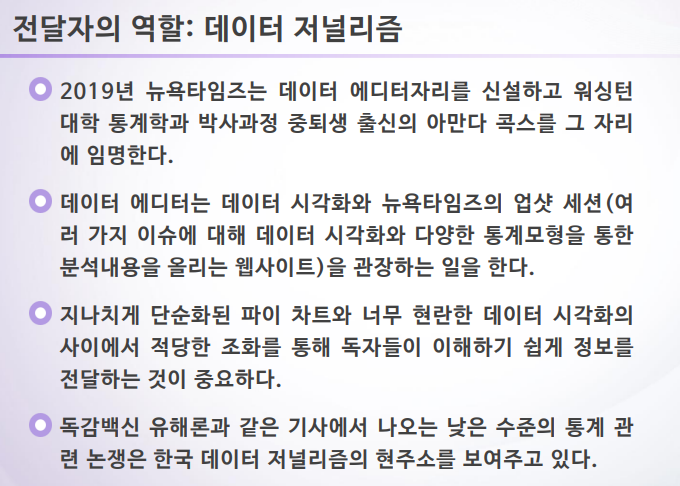 전달자의 역할: 데이터 저널리즘
2019년 뉴욕타임즈는 데이터 에디터자리를 신설하고 워싱턴
대학 통계학과 박사과정 중퇴생 출신의 아만다 콕스를 그 자리
에 임명한다.
데이터 에디터는 데이터 시각화와 뉴욕타임즈의 업샷 세션(여
러 가지 이슈에 대해 데이터 시각화와 다양한 통계모형을 통한
분석내용을 올리는 웹사이트)을 관장하는 일을 한다.
지나치게 단순화된 파이 차트와 너무 현란한 데이터 시각화의
사이에서 적당한 조화를 통해 독자들이 이해하기 쉽게 정보를
전달하는 것이 중요하다.
독감백신 유해론과 같은 기사에서 나오는 낮은 수준의 통계 관
련 논쟁은 한국 데이터 저널리즘의 현주소를 보여주고 있다.